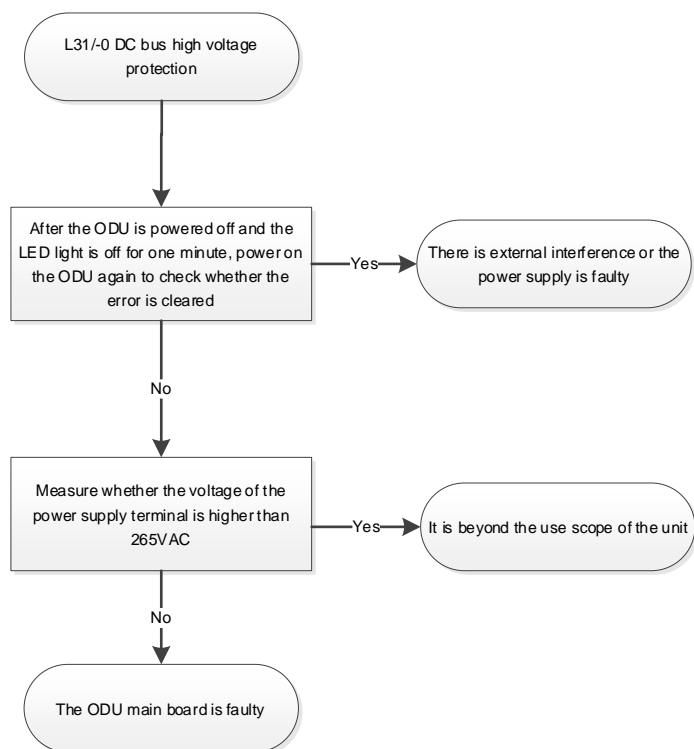 L31/-0 DC bus high voltage
protection
After the ODU is powered off and the
LED light is off for one minute, power on
the ODU again to check whether the
error is cleared
Yes
There is external interference or the
power supply is faulty
No
Measure whether the voltage of the
power supply terminal is higher than
265VAC
Yes
It is beyond the use scope of the unit
No
The ODU main board is faulty